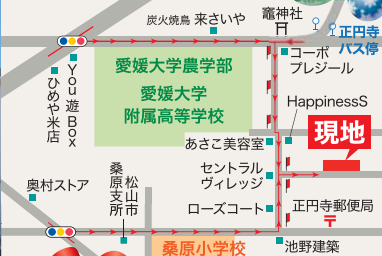 炭火焼鳥 来さいや
竈神社
正円寺
バス停
コーポ
プレジール
You遊Box
ひめや米店
愛媛大学農学部
愛媛大学
附属高等学校
HappinessS
現地
あさこ美容室
セントラル
ヴィレッジ
奥村ストア
松山市
桑原支所
ローズコート
正円寺郵便局
〒
桑原小学校
池野建築